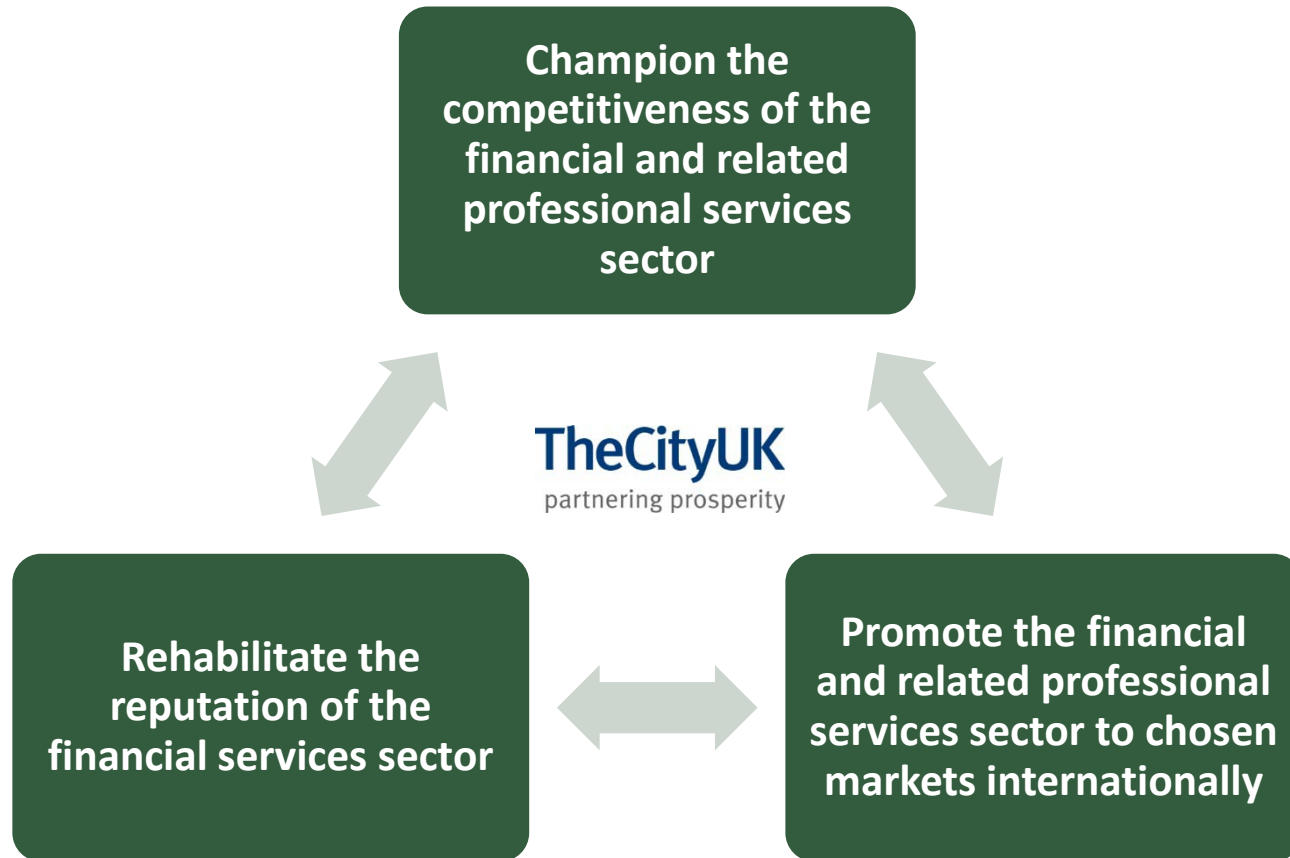 Champion the
competitiveness of the
financial and related
professional services
sector
TheCityUK
partnering prosperity
Rehabilitate the
reputation of the
financial services sector
Promote the financial
and related professional
services sector to chosen
markets internationally